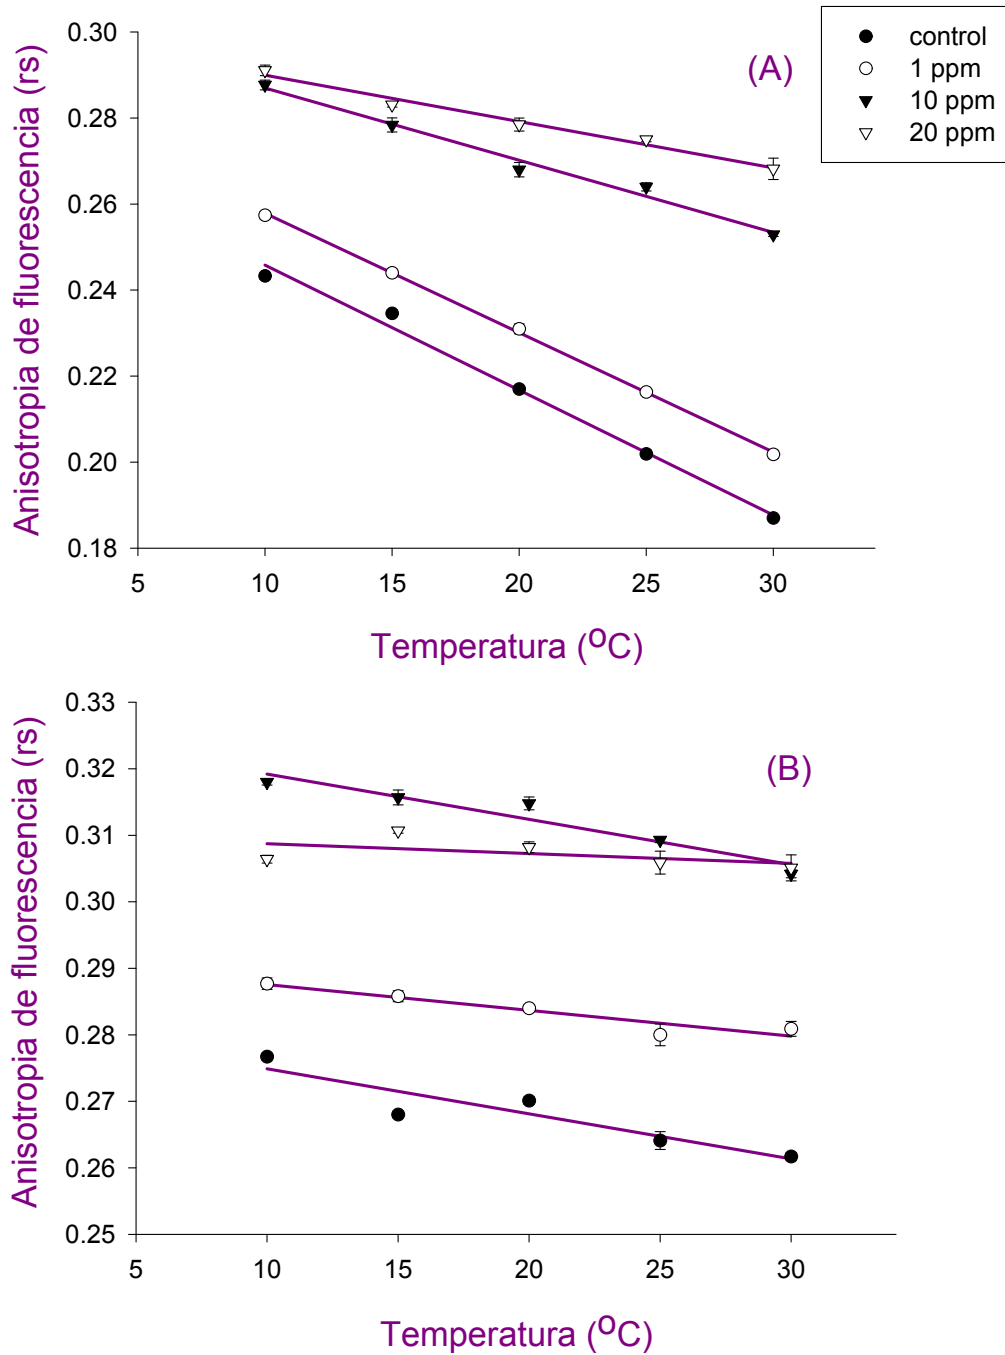 0.30
0.28
0.26
0.24
0.22
0.20
0.18
Anisotropia de fluorescencia (rs)
(A)
control
1 ppm
10 ppm
20 ppm
5 10 15 20 25 30
Temperatura (ºC)
0.33
0.32
0.31
0.30
0.29
0.28
0.27
0.26
0.25
Anisotropia de fluorescencia (rs)
(B)
5 10 15 20 25 30
Temperatura (ºC)